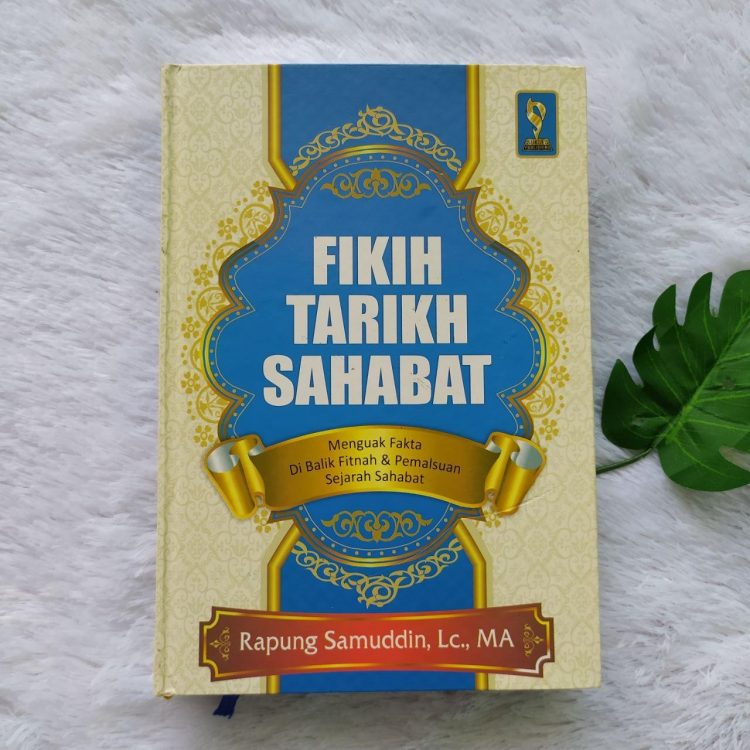 FIKIH
TARIKH
SAHABAT
Menguak Fakta
Di Balik Fitnah & Pemalsuan
Sejarah Sahabat
Rapung Samuddin, Lc., MA